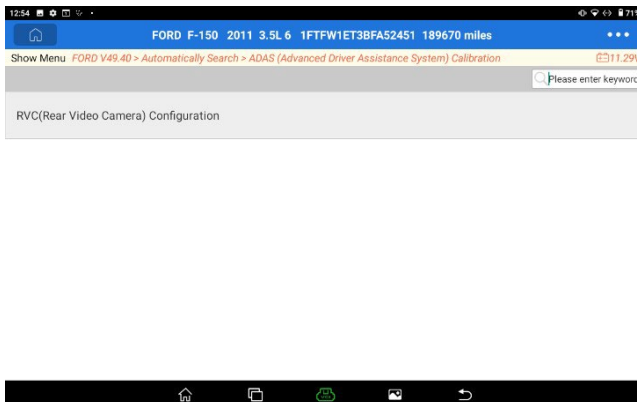 12:54
71%
FORD F-150 2011 3.5L 6 1FTFW1ET3BFA52451 189670 miles
Show Menu FORD V49.40 > Automatically Search > ADAS (Advanced Driver Assistance System) Calibration 11.29V
Please enter keyword
RVC(Rear Video Camera) Configuration